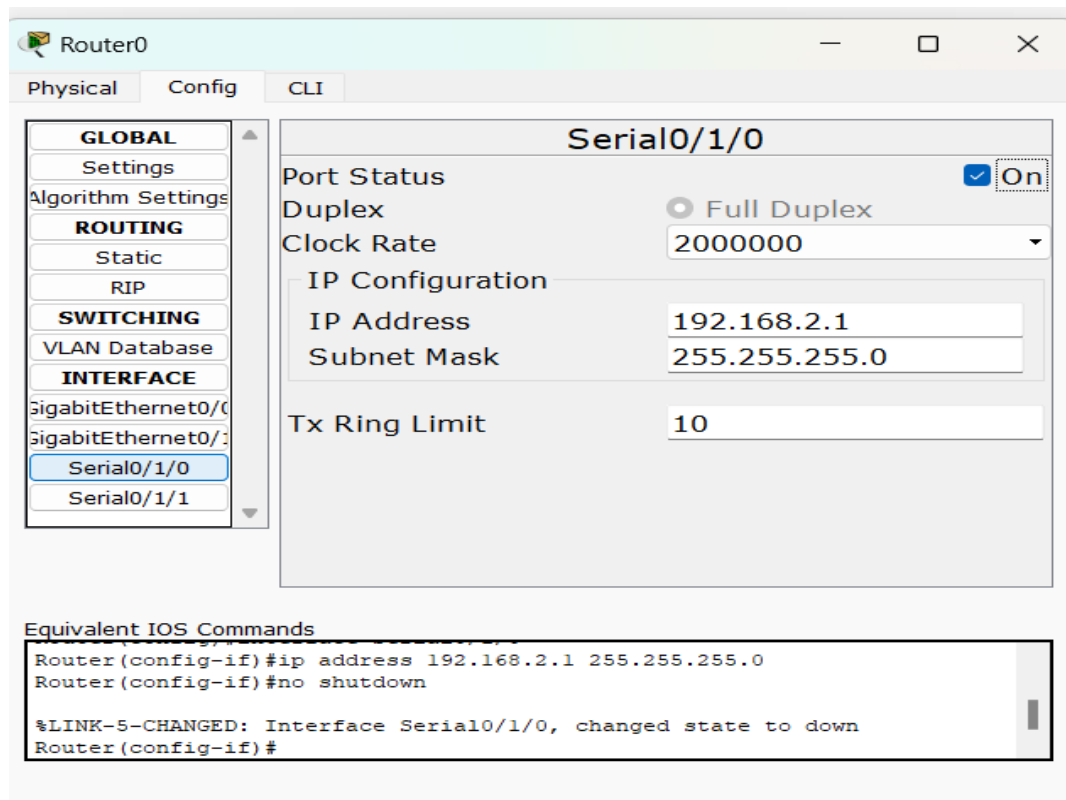 Router0
Physical Config CLI
GLOBAL
Settings
Algorithm Settings
ROUTING
Static
RIP
SWITCHING
VLAN Database
INTERFACE
GigabitEthernet0/0
GigabitEthernet0/1
Serial0/1/0
Serial0/1/1
Serial0/1/0
Port Status On
Duplex Full Duplex
Clock Rate 2000000
IP Configuration
IP Address 192.168.2.1
Subnet Mask 255.255.255.0
Tx Ring Limit 10
Equivalent IOS Commands
Router(config-if)#ip address 192.168.2.1 255.255.255.0
Router(config-if)#no shutdown
%LINK-5-CHANGED: Interface Serial0/1/0, changed state to down
Router(config-if)#